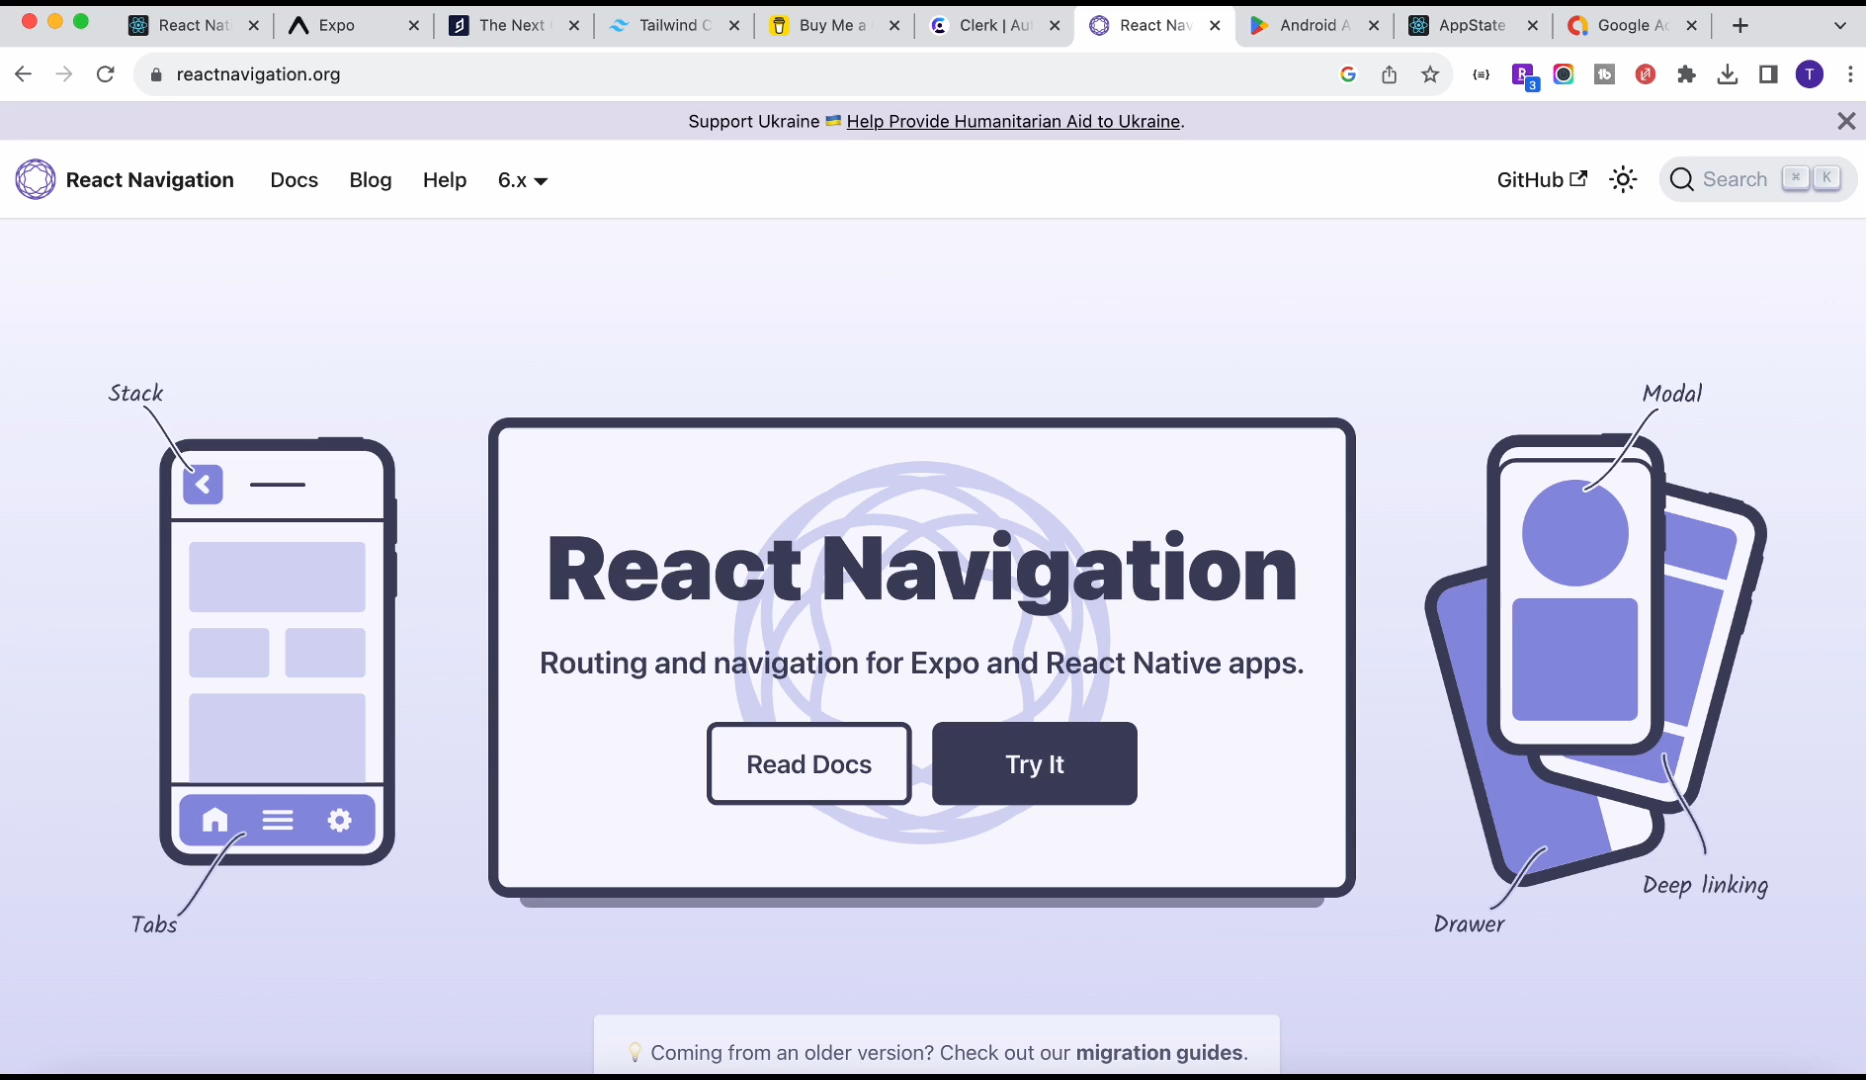 React Nat
Expo
The Next
Tailwind C
Buy Me a
Clerk | Aut
React Nav
Android A
AppState
Google Ad
reactnavigation.org
3
T
Support Ukraine 🇺🇦 Help Provide Humanitarian Aid to Ukraine.
React Navigation
Docs
Blog
Help
6.x
GitHub
Search ⌘ K
Stack
Modal
React Navigation
Routing and navigation for Expo and React Native apps.
Read Docs
Try It
Tabs
Deep linking
Drawer
💡 Coming from an older version? Check out our migration guides.